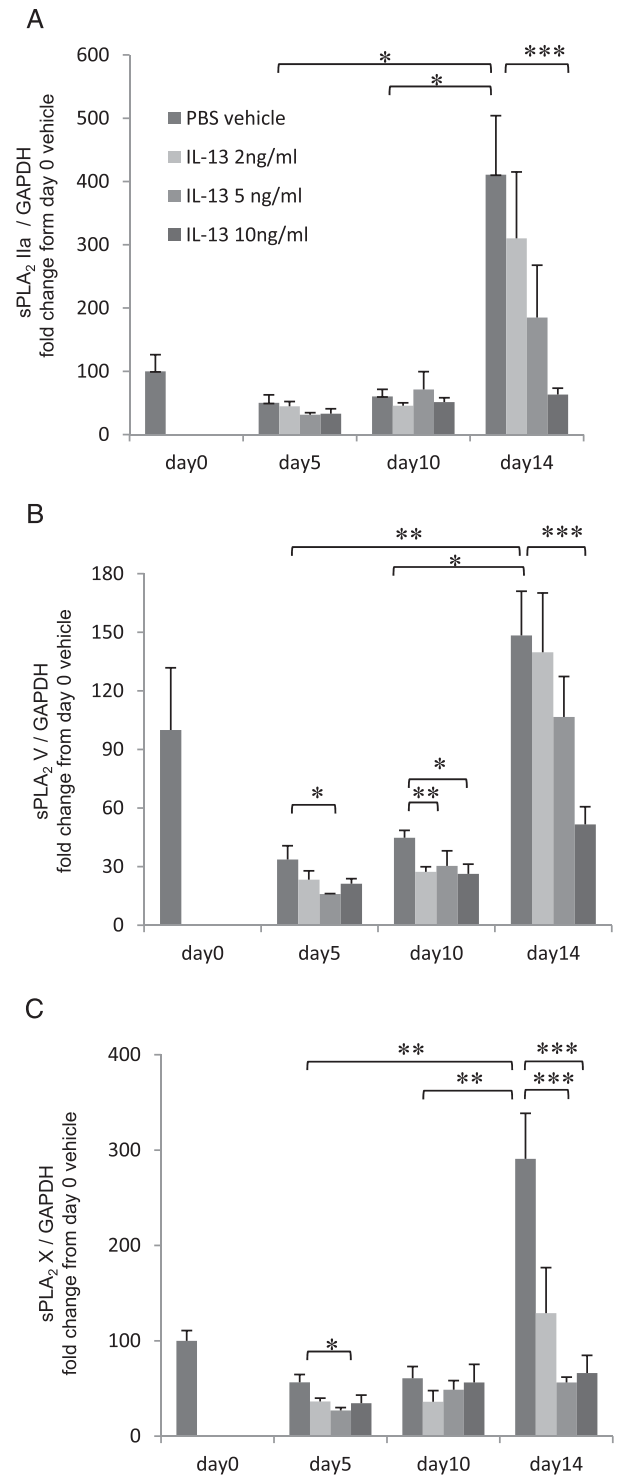 A
600
500
400
300
200
100
0
sPLA2 IIa / GAPDH
fold change form day 0 vehicle
PBS vehicle
IL-13 2ng/ml
IL-13 5 ng/ml
IL-13 10ng/ml
*
*
***
day0 day5 day10 day14
B
180
150
120
90
60
30
0
sPLA2 V / GAPDH
fold change from day 0 vehicle
**
*
***
*
**
*
day0 day5 day10 day14
C
400
300
200
100
0
sPLA2 X / GAPDH
fold change from day 0 vehicle
**
**
***
***
*
day0 day5 day10 day14